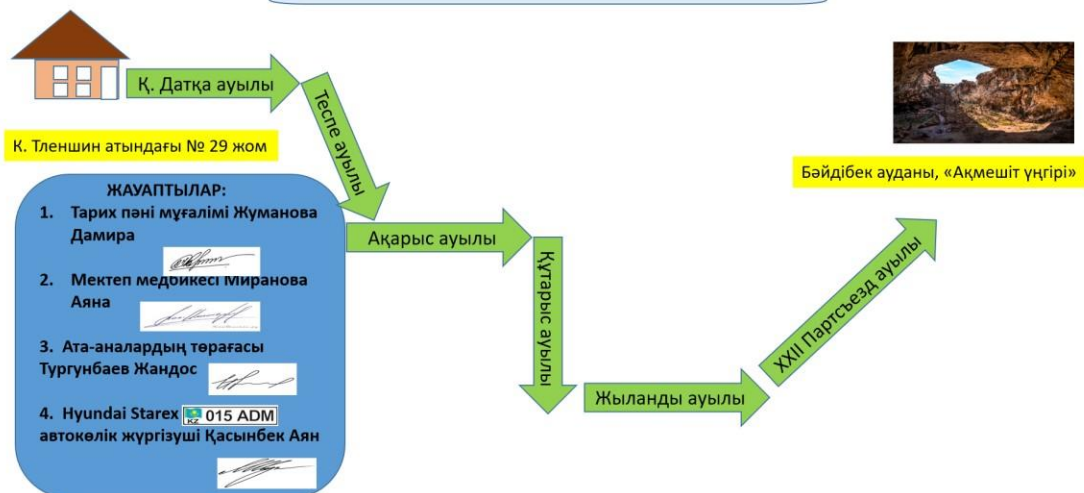 Қ. Датқа ауылы
Теспе ауылы
К. Тленшин атындағы № 29 жом
Бәйдібек ауданы, «Ақмешіт үңгірі»
ЖАУАПТЫЛАР:
1. Тарих пәні мұғалімі Жуманова
Дамира
2. Мектеп медбикесі Миранова
Аяна
3. Ата-аналардың төрағасы
Тургунбаев Жандос
4. Hyundai Starex KZ 015 ADM
автокөлік жүргізуші Қасынбек Аян
Ақарыс ауылы
Құтарыс ауылы
Жыланды ауылы
XXII Партсъезд ауылы